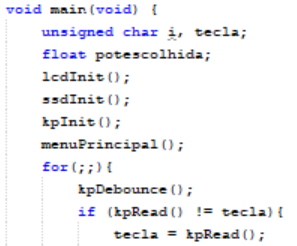 void main(void) {
unsigned char i, tecla;
float potescolhida;
lcdInit();
ssdInit();
kpInit();
menuPrincipal();
for(;;){
kpDebounce();
if (kpRead() != tecla){
tecla = kpRead();